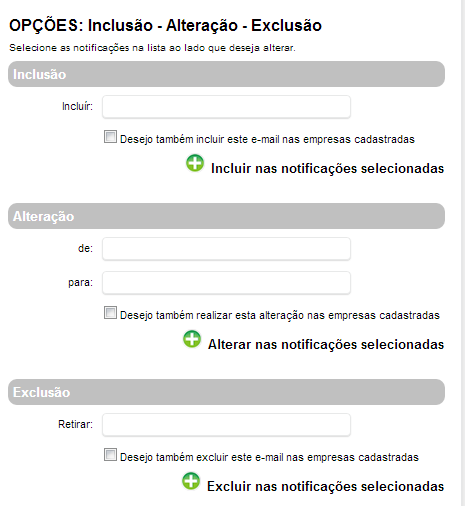 OPÇÕES: Inclusão - Alteração - Exclusão
Selecione as notificações na lista ao lado que deseja alterar.
Inclusão
Incluír:
Desejo também incluir este e-mail nas empresas cadastradas
Incluir nas notificações selecionadas
Alteração
de:
para:
Desejo também realizar esta alteração nas empresas cadastradas
Alterar nas notificações selecionadas
Exclusão
Retirar:
Desejo também excluir este e-mail nas empresas cadastradas
Excluir nas notificações selecionadas